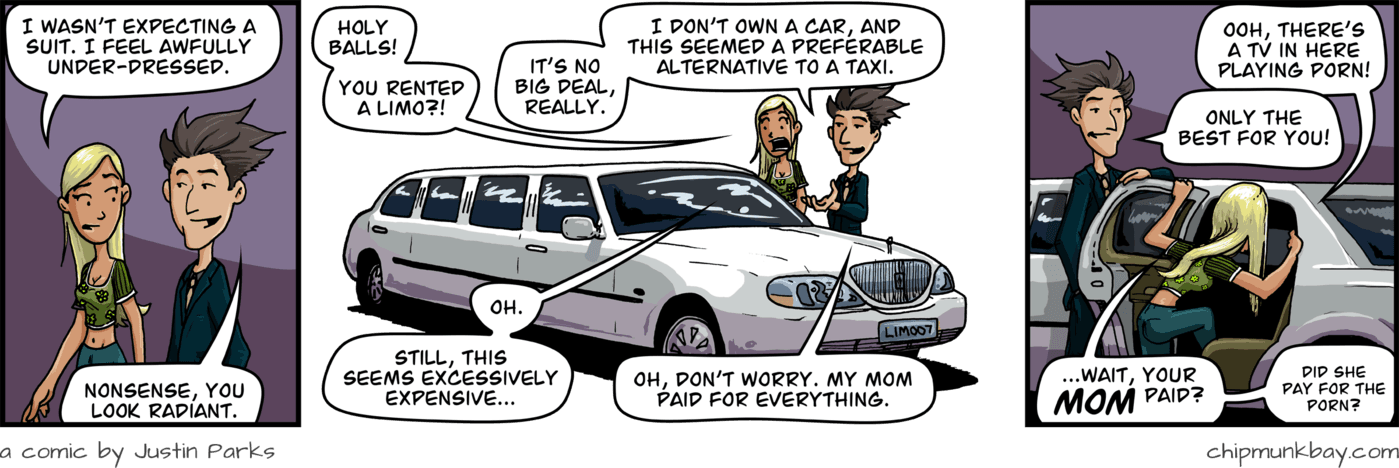 I WASN'T EXPECTING A
SUIT. I FEEL AWFULLY
UNDER-DRESSED.
NONSENSE, YOU
LOOK RADIANT.
HOLY
BALLS!
YOU RENTED
A LIMO?!
IT'S NO
BIG DEAL,
REALLY.
I DON'T OWN A CAR, AND
THIS SEEMED A PREFERABLE
ALTERNATIVE TO A TAXI.
OH.
STILL, THIS
SEEMS EXCESSIVELY
EXPENSIVE...
OH, DON'T WORRY. MY MOM
PAID FOR EVERYTHING.
LIMO07
OOH, THERE'S
A TV IN HERE
PLAYING PORN!
ONLY THE
BEST FOR YOU!
...WAIT, YOUR
MOM PAID?
DID SHE
PAY FOR THE
PORN?
a comic by Justin Parks
chipmunkbay.com